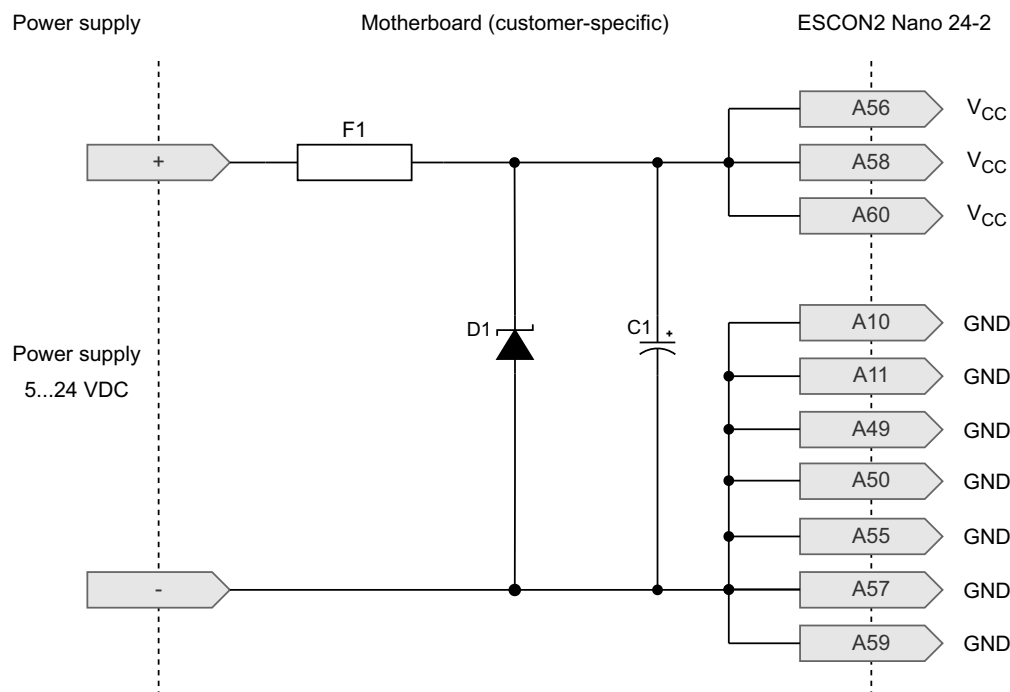 Power supply
Motherboard (customer-specific)
ESCON2 Nano 24-2
A56
VCC
F1
+
A58
VCC
A60
VCC
A10
GND
D1
C1
+
Power supply
5...24 VDC
A11
GND
A49
GND
A50
GND
A55
GND
-
A57
GND
A59
GND